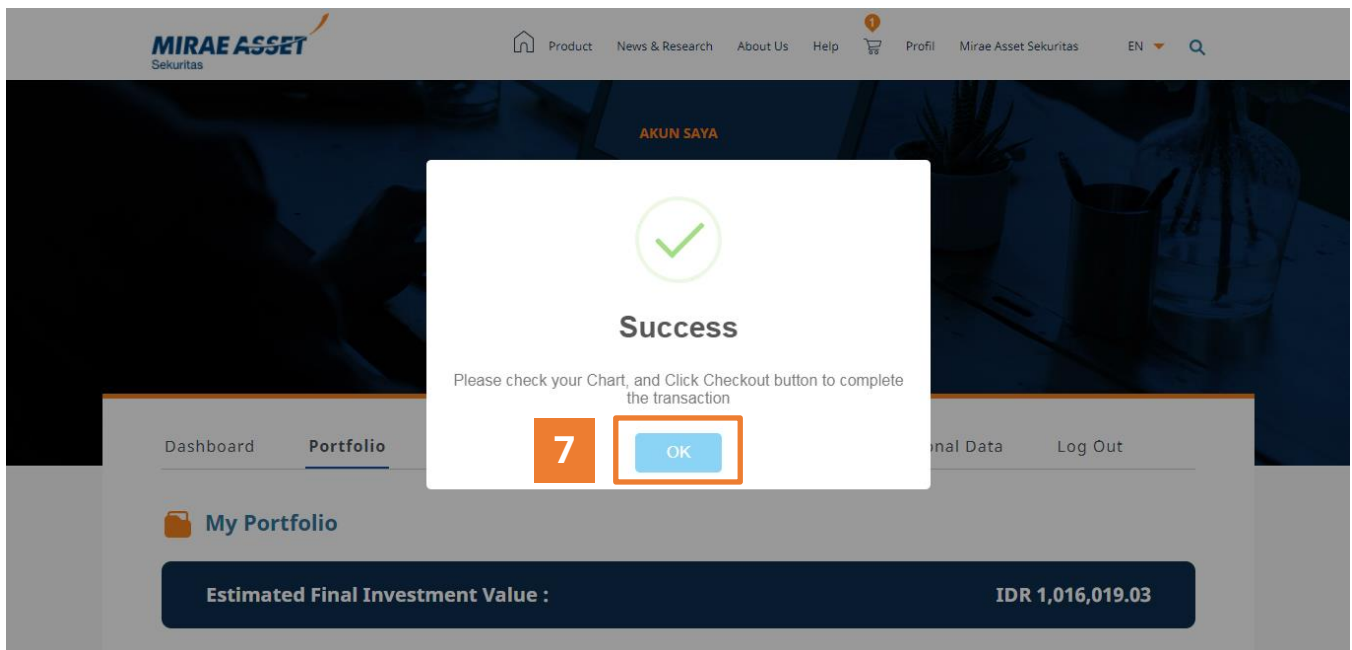 MIRAE ASSET
Sekuritas
Product News & Research About Us Help 1 Profil Mirae Asset Sekuritas EN
AKUN SAYA
Success
Please check your Chart, and Click Checkout button to complete
the transaction
7 OK
Dashboard Portfolio nal Data Log Out
My Portfolio
Estimated Final Investment Value : IDR 1,016,019.03